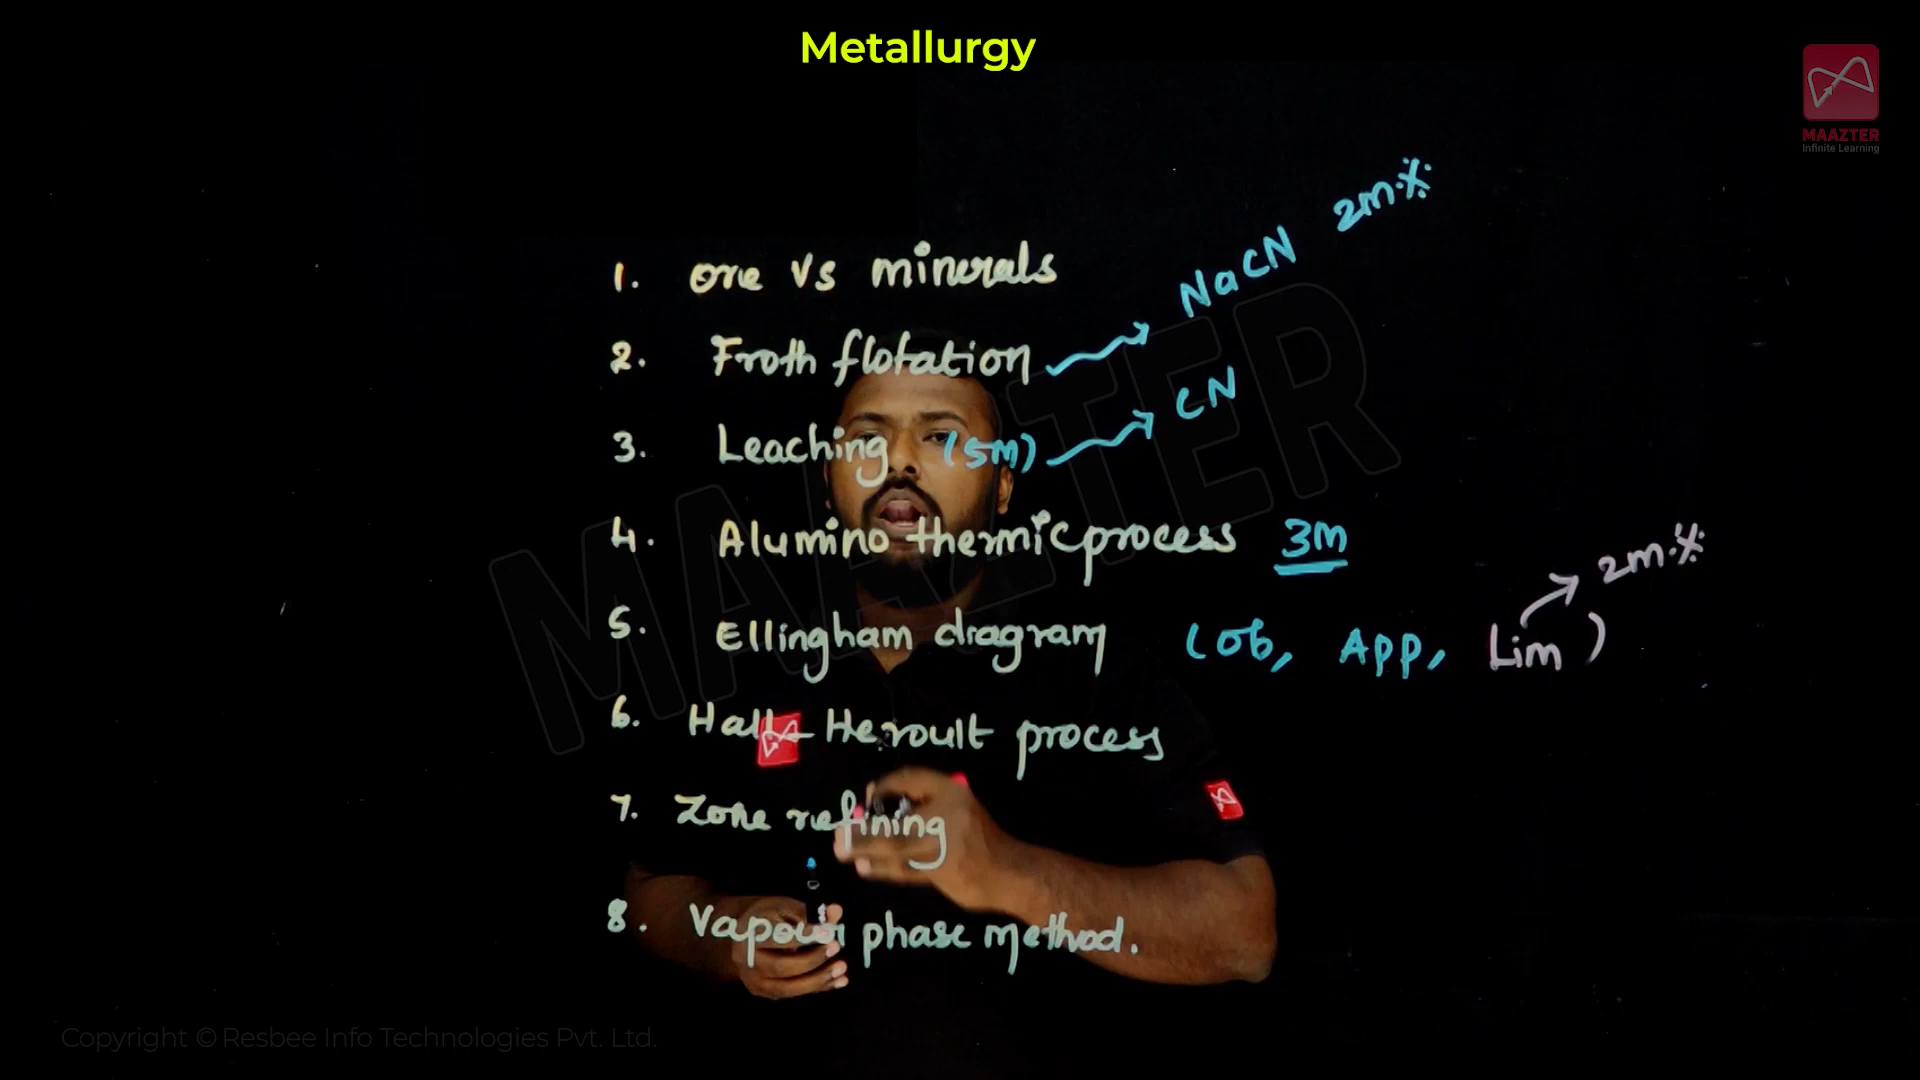 Metallurgy
MAAZTER
Infinite Learning
1. ore Vs minerals
2. Froth flotation → NaCN 2m.※
3. Leaching (5m) → CN
4. Alumino thermic process 3m
5. Ellingham diagram (Ob, App, Lim) → 2m.※
6. Hall-Heroult process
7. Zone refining
8. Vapour phase method.
MAAZTER
Copyright © Resbee Info Technologies Pvt. Ltd.